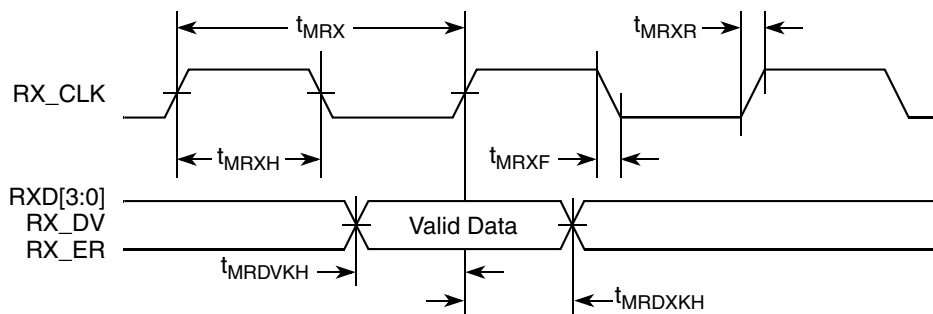 tMRX
tMRXR
RX_CLK
tMRXH
tMRXF
RXD[3:0]
RX_DV
RX_ER
Valid Data
tMRDVKH
tMRDXKH